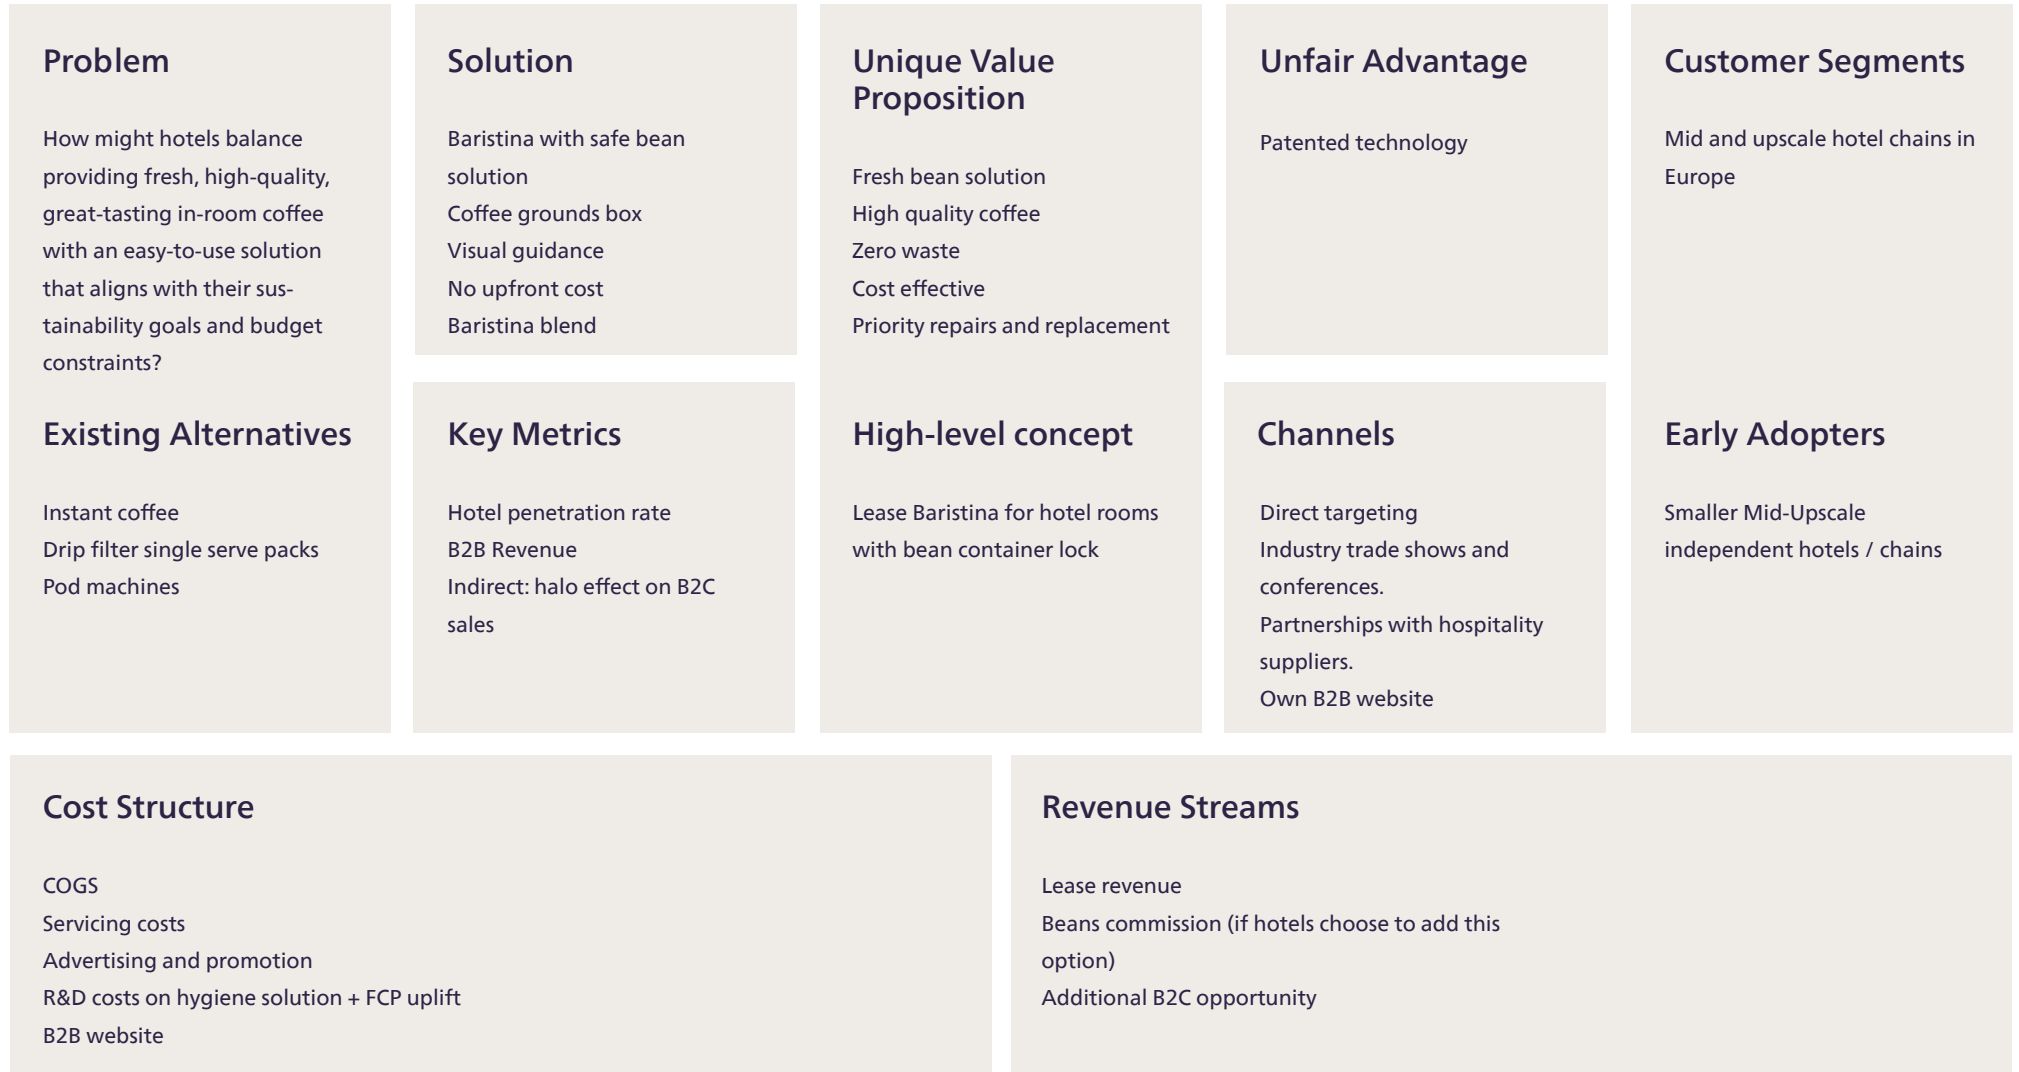 Problem
How might hotels balance
providing fresh, high-quality,
great-tasting in-room coffee
with an easy-to-use solution
that aligns with their sus-
tainability goals and budget
constraints?
Existing Alternatives
Instant coffee
Drip filter single serve packs
Pod machines
Solution
Baristina with safe bean
solution
Coffee grounds box
Visual guidance
No upfront cost
Baristina blend
Key Metrics
Hotel penetration rate
B2B Revenue
Indirect: halo effect on B2C
sales
Unique Value
Proposition
Fresh bean solution
High quality coffee
Zero waste
Cost effective
Priority repairs and replacement
High-level concept
Lease Baristina for hotel rooms
with bean container lock
Unfair Advantage
Patented technology
Channels
Direct targeting
Industry trade shows and
conferences.
Partnerships with hospitality
suppliers.
Own B2B website
Customer Segments
Mid and upscale hotel chains in
Europe
Early Adopters
Smaller Mid-Upscale
independent hotels / chains
Cost Structure
COGS
Servicing costs
Advertising and promotion
R&D costs on hygiene solution + FCP uplift
B2B website
Revenue Streams
Lease revenue
Beans commission (if hotels choose to add this
option)
Additional B2C opportunity